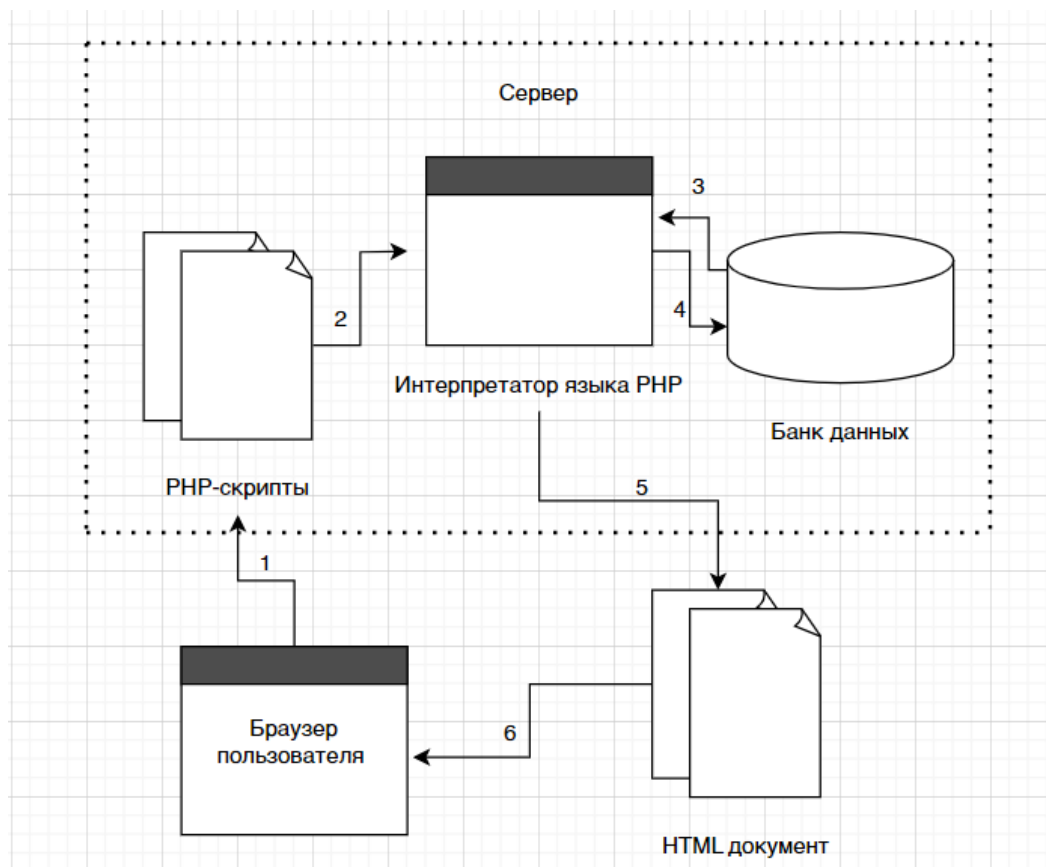 Сервер
3
2
4
Интерпретатор языка PHP
Банк данных
PHP-скрипты
5
1
Браузер
пользователя
6
HTML документ